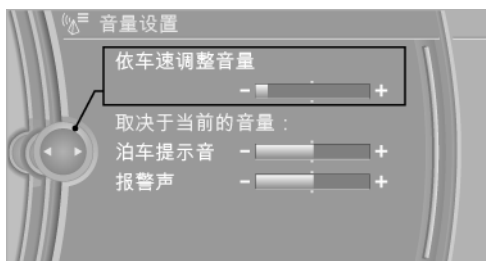 音量设置
依车速调整音量
- +
取决于当前的音量：
泊车提示音 - +
报警声 - +